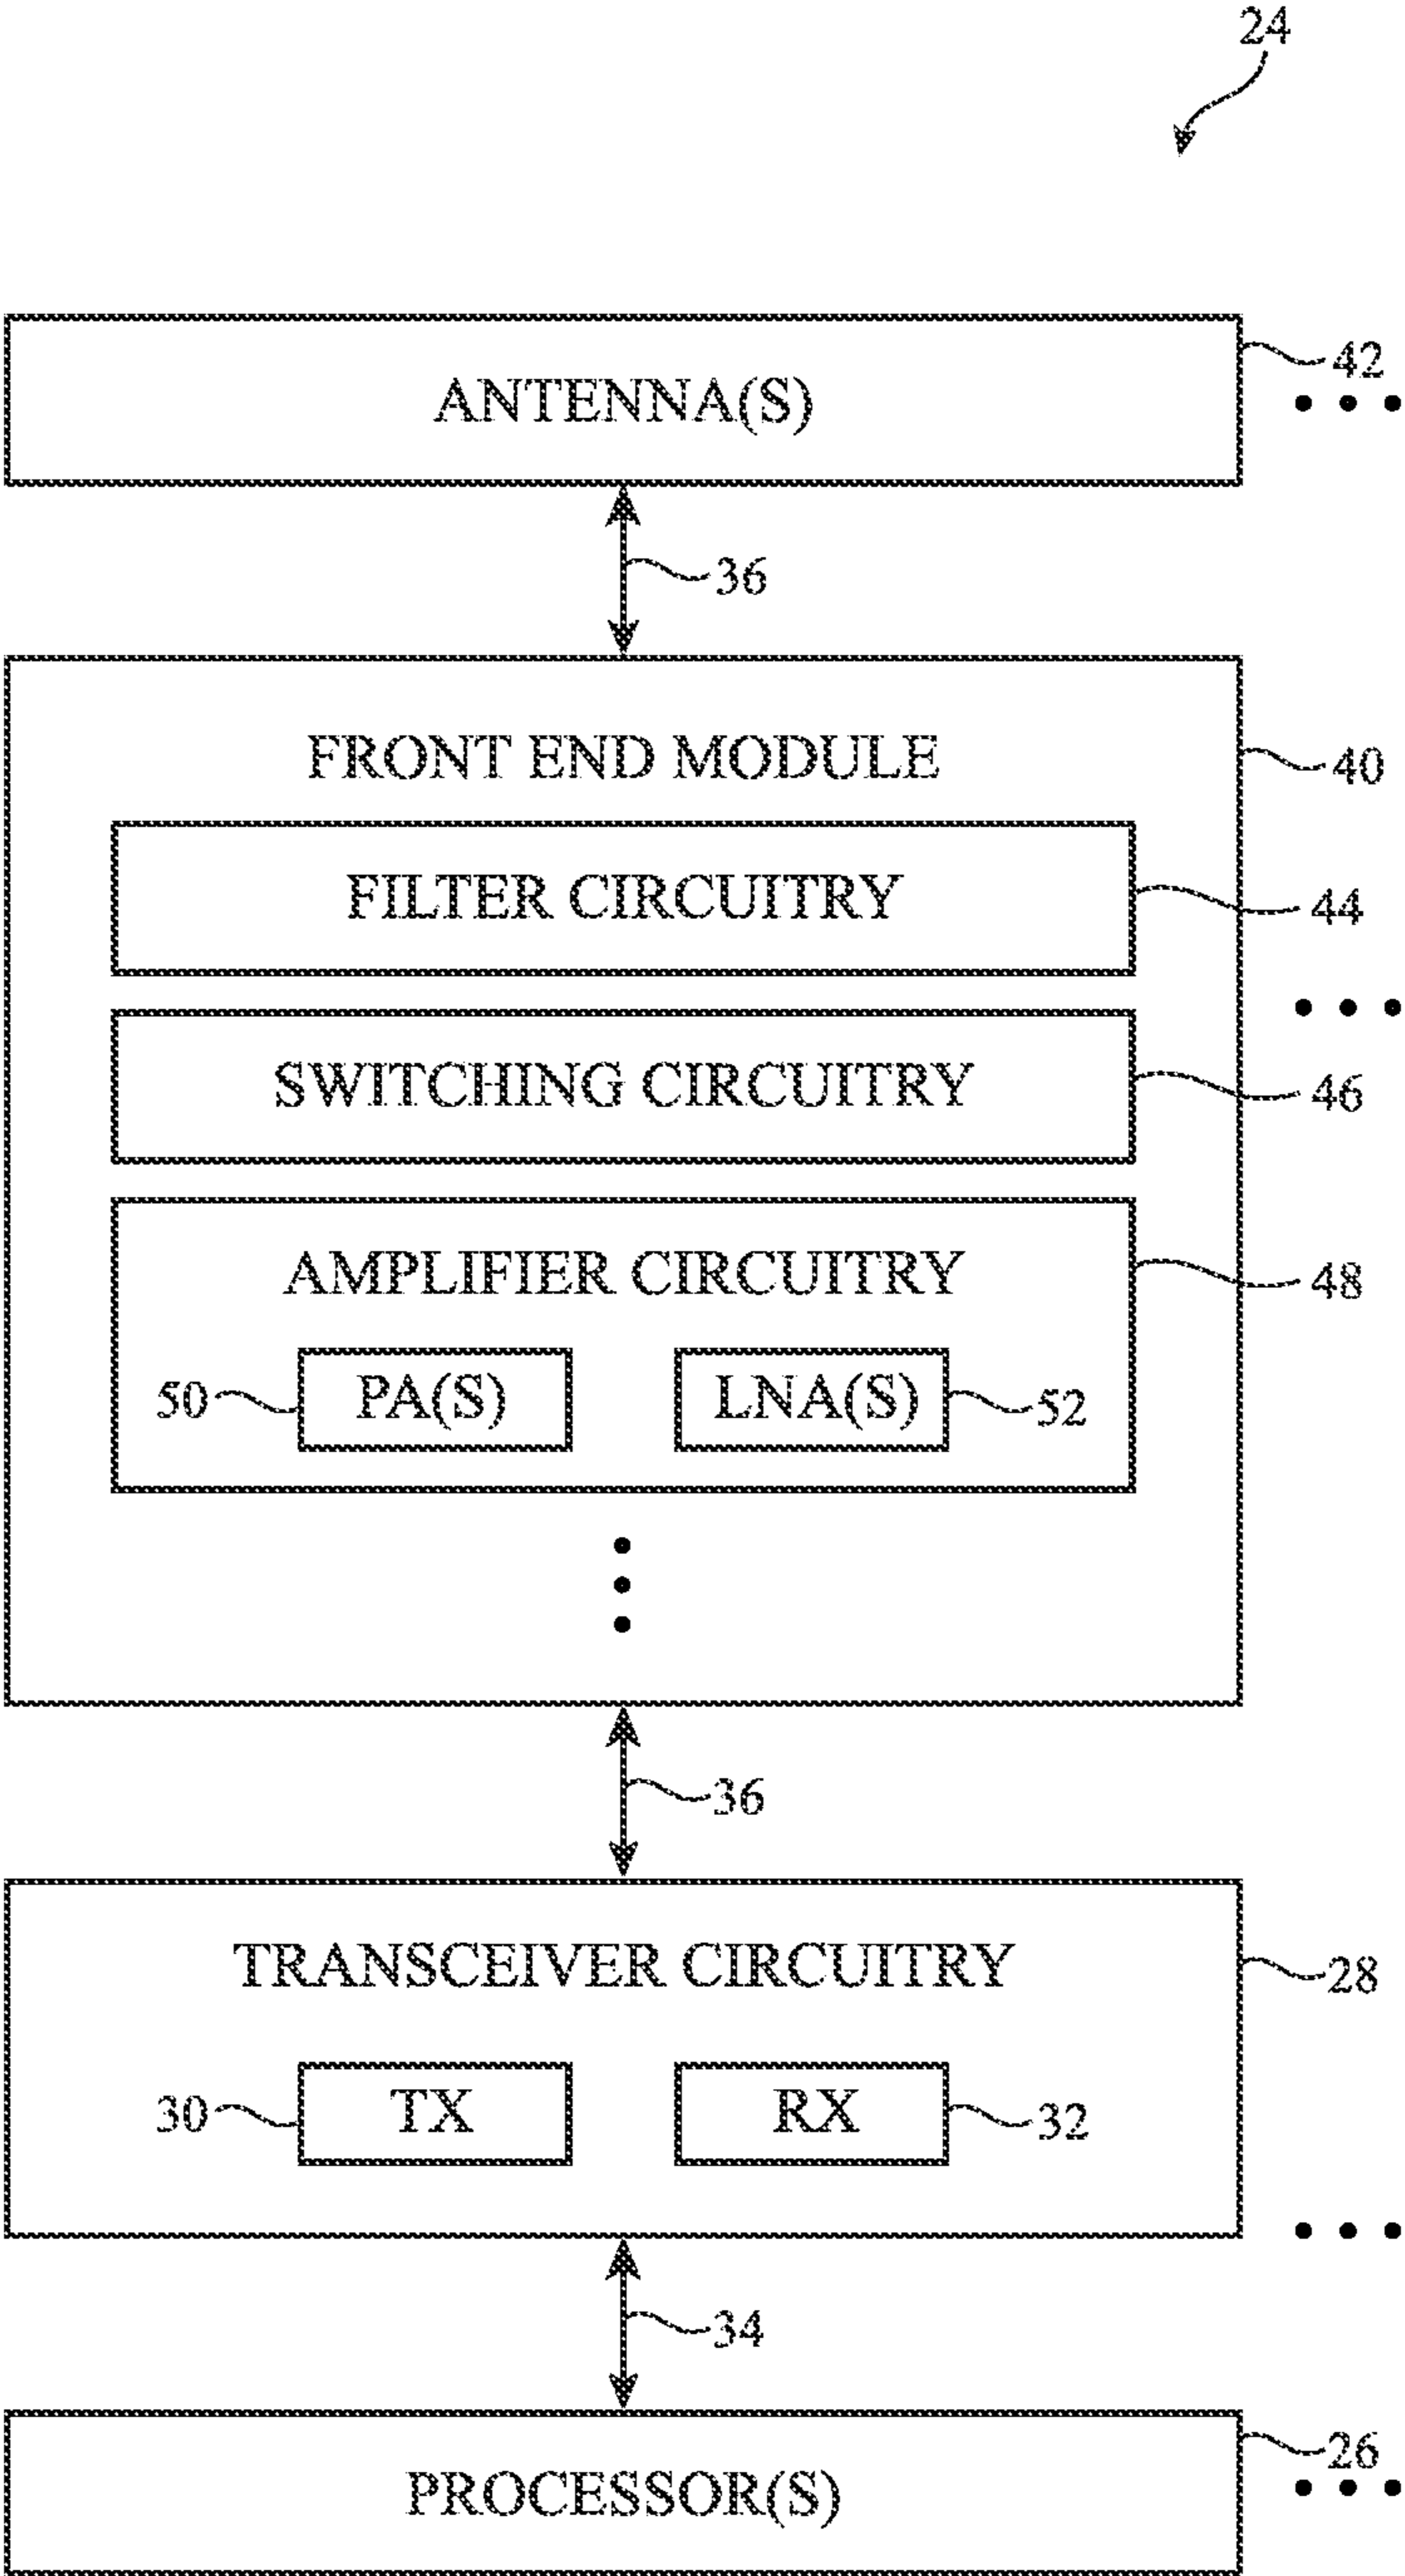 24
ANTENNA(S)
42
36
FRONT END MODULE
40
FILTER CIRCUITRY
44
SWITCHING CIRCUITRY
46
AMPLIFIER CIRCUITRY
48
50
PA(S)
LNA(S)
52
36
TRANSCEIVER CIRCUITRY
28
30
TX
RX
32
34
PROCESSOR(S)
26